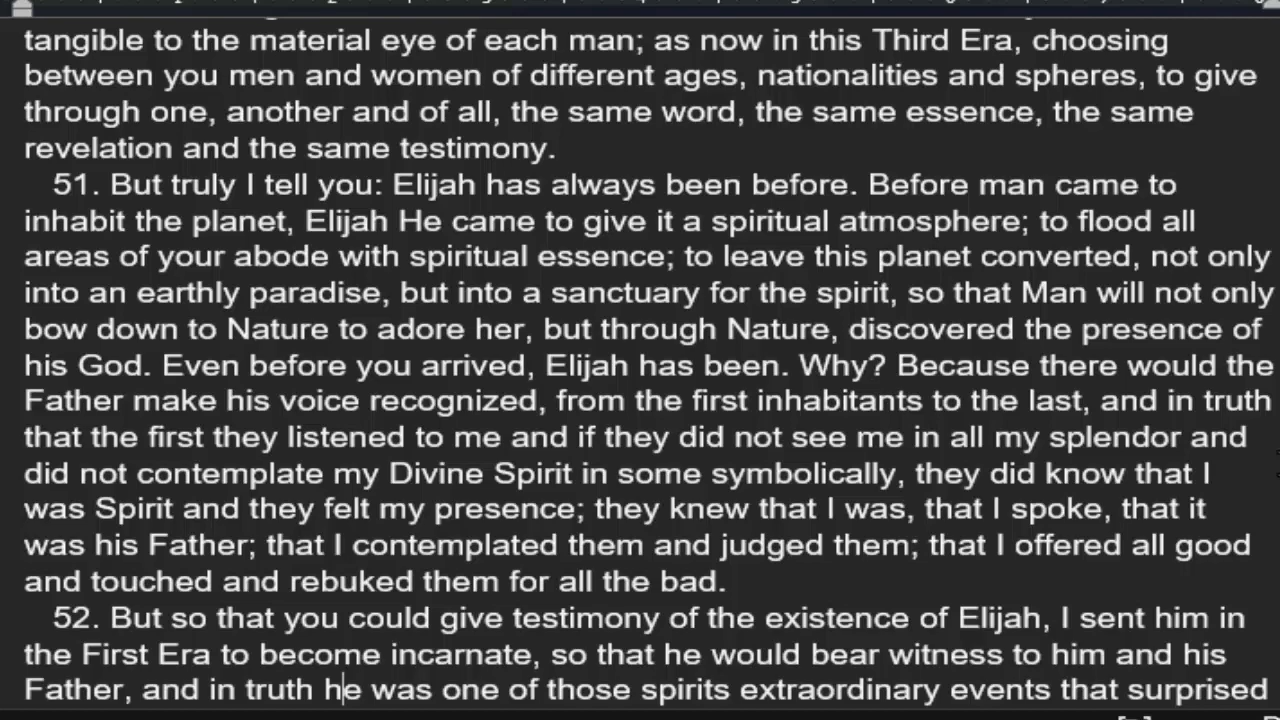 tangible to the material eye of each man; as now in this Third Era, choosing
between you men and women of different ages, nationalities and spheres, to give
through one, another and of all, the same word, the same essence, the same
revelation and the same testimony.
51. But truly I tell you: Elijah has always been before. Before man came to
inhabit the planet, Elijah He came to give it a spiritual atmosphere; to flood all
areas of your abode with spiritual essence; to leave this planet converted, not only
into an earthly paradise, but into a sanctuary for the spirit, so that Man will not only
bow down to Nature to adore her, but through Nature, discovered the presence of
his God. Even before you arrived, Elijah has been. Why? Because there would the
Father make his voice recognized, from the first inhabitants to the last, and in truth
that the first they listened to me and if they did not see me in all my splendor and
did not contemplate my Divine Spirit in some symbolically, they did know that I
was Spirit and they felt my presence; they knew that I was, that I spoke, that it
was his Father; that I contemplated them and judged them; that I offered all good
and touched and rebuked them for all the bad.
52. But so that you could give testimony of the existence of Elijah, I sent him in
the First Era to become incarnate, so that he would bear witness to him and his
Father, and in truth he was one of those spirits extraordinary events that surprised